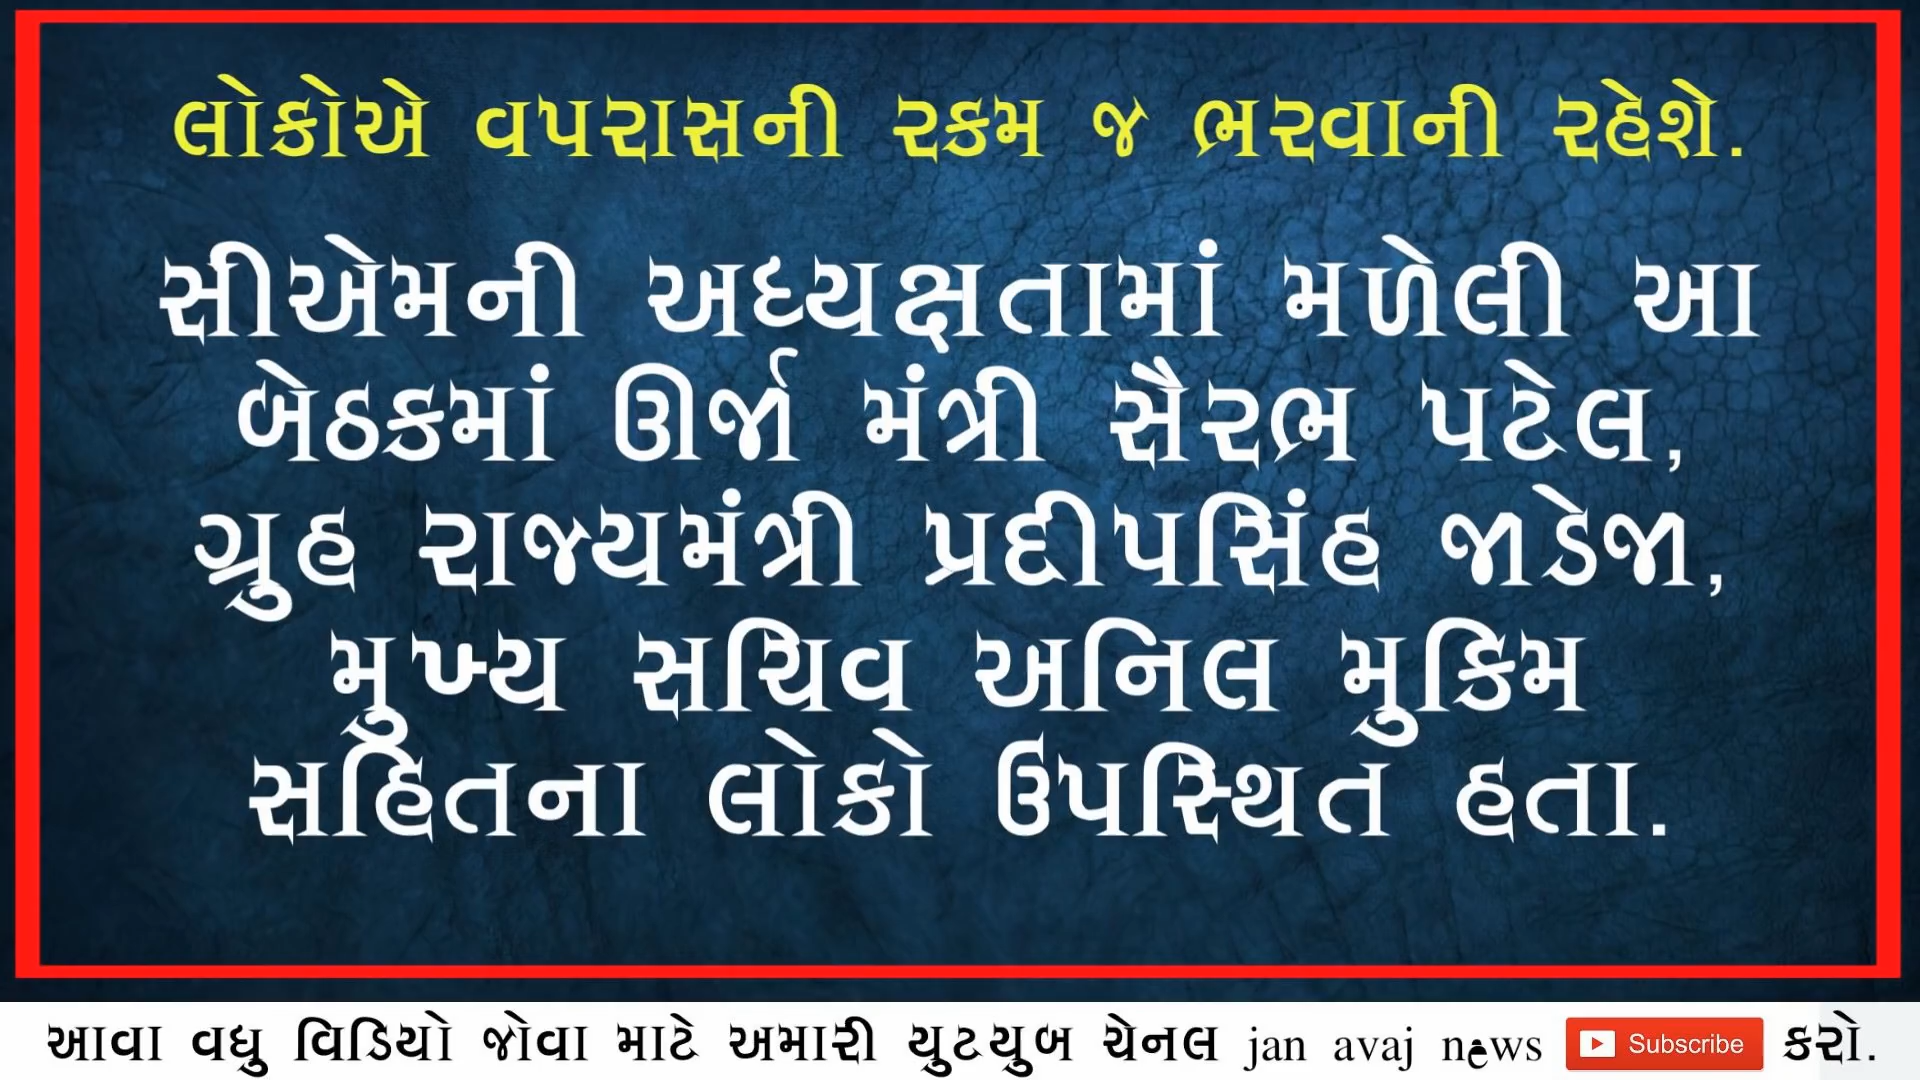 લોકોએ વપરાસની રકમ જ ભરવાની રહેશે.
સીએમની અધ્યક્ષતામાં મળેલી આ
બેઠકમાં ઊર્જા મંત્રી સૈરભ પટેલ,
ગ્રુહ રાજ્યમંત્રી પ્રદીપસિંહ જાડેજા,
મુખ્ય સચિવ અનિલ મુકિમ
સહિતના લોકો ઉપસ્થિત હતા.
આવા વધુ વિડિયો જોવા માટે અમારી યુટયુબ ચેનલ jan avaj news Subscribe કરો.